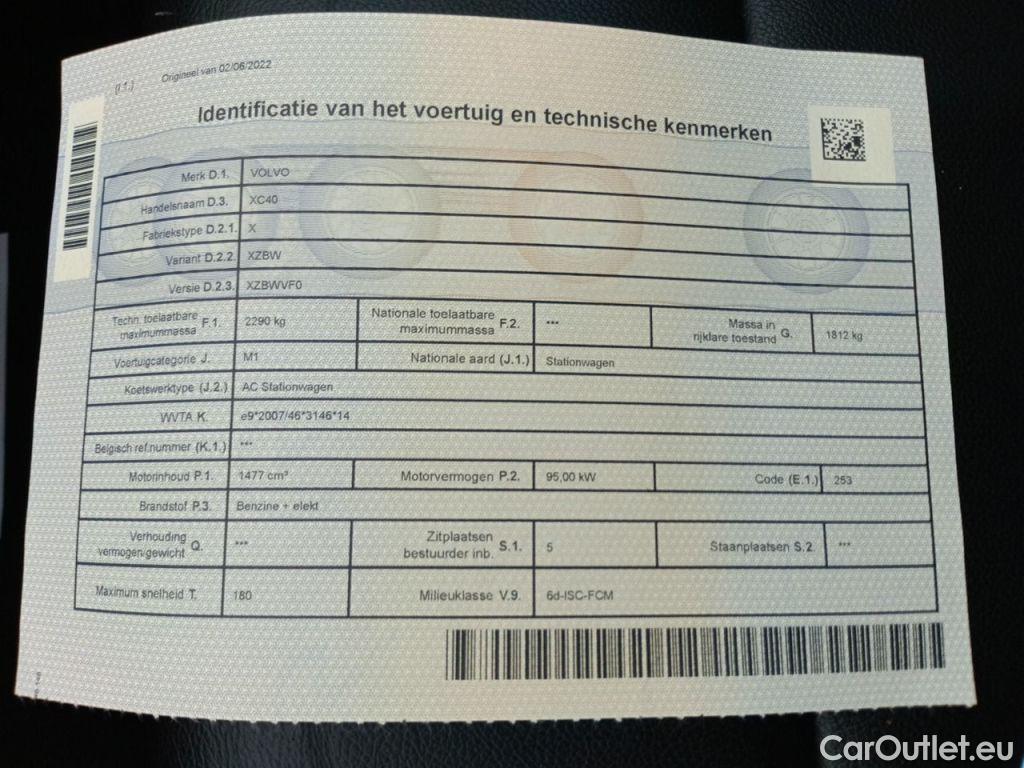 (I.1.) Origineel van 02/06/2022
Identificatie van het voertuig en technische kenmerken
Merk D.1. VOLVO
Handelsnaam D.3. XC40
Fabriekstype D.2.1. X
Variant D.2.2. XZBW
Versie D.2.3. XZBWVF0
Techn. toelaatbare maximummassa F.1. 2290 kg Nationale toelaatbare maximummassa F.2. *** Massa in rijklare toestand G. 1812 kg
Voertuigcategorie J. M1 Nationale aard (J.1.) Stationwagen
Koetswerktype (J.2.) AC Stationwagen
WVTA K. e9*2007/46*3146*14
Belgisch ref.nummer (K.1.) ***
Motorinhoud P.1. 1477 cm³ Motorvermogen P.2. 95,00 kW Code (E.1.) 253
Brandstof P.3. Benzine + elekt
Verhouding vermogen/gewicht Q. *** Zitplaatsen bestuurder inb. S.1. 5 Staanplaatsen S.2. ***
Maximum snelheid T. 180 Milieuklasse V.9. 6d-ISC-FCM
CarOutlet.eu